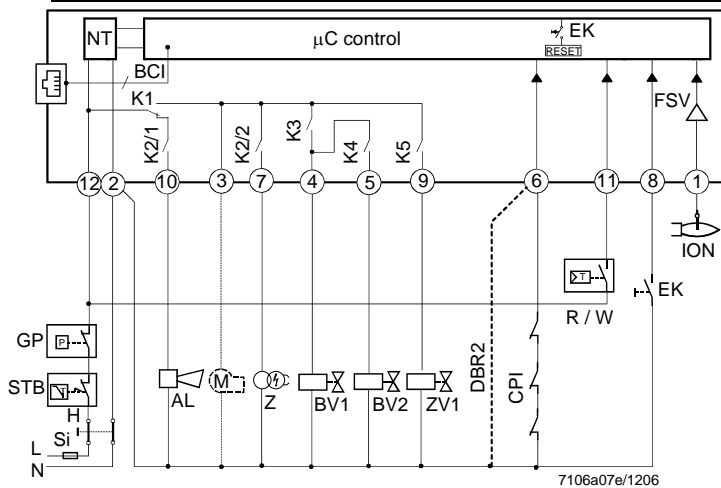 NT
µC control
EK
RESET
BCI
K1
FSV
K2/1
K2/2
K3
K4
K5
12 2 10 3 7 4 5 9 6 11 8 1
ION
T
EK
R / W
GP
P
STB
DBR2
CPI
AL
M
Z
BV1
BV2
ZV1
H
Si
L
N
7106a07e/1206